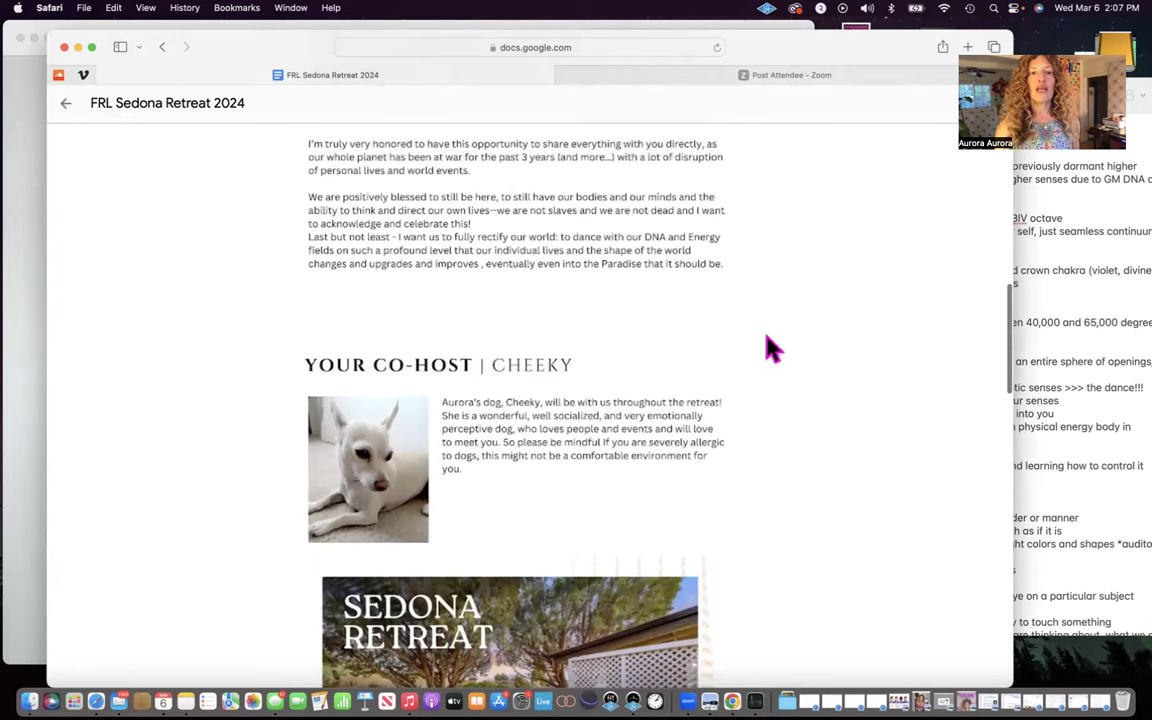 Safari File Edit View History Bookmarks Window Help
Wed Mar 6 2:07 PM
docs.google.com
FRL Sedona Retreat 2024
Post Attendee - Zoom
FRL Sedona Retreat 2024
Aurora Aurora
I'm truly very honored to have this opportunity to share everything with you directly, as
our whole planet has been at war for the past 3 years (and more...) with a lot of disruption
of personal lives and world events.
We are positively blessed to still be here, to still have our bodies and our minds and the
ability to think and direct our own lives—we are not slaves and we are not dead and I want
to acknowledge and celebrate this!
Last but not least - I want us to fully rectify our world: to dance with our DNA and Energy
fields on such a profound level that our individual lives and the shape of the world
changes and upgrades and improves , eventually even into the Paradise that it should be.
YOUR CO-HOST | CHEEKY
Aurora's dog, Cheeky, will be with us throughout the retreat!
She is a wonderful, well socialized, and very emotionally
perceptive dog, who loves people and events and will love
to meet you. So please be mindful If you are severely allergic
to dogs, this might not be a comfortable environment for
you.
SEDONA
RETREAT
previously dormant higher
gher senses due to GM DNA
BIV octave
self, just seamless continuum
d crown chakra (violet, divine
en 40,000 and 65,000 degree
an entire sphere of openings,
tic senses >>> the dance!!!
ur senses
into you
physical energy body in
nd learning how to control it
der or manner
h as if it is
ght colors and shapes *audito
ye on a particular subject
y to touch something
are thinking about, what we